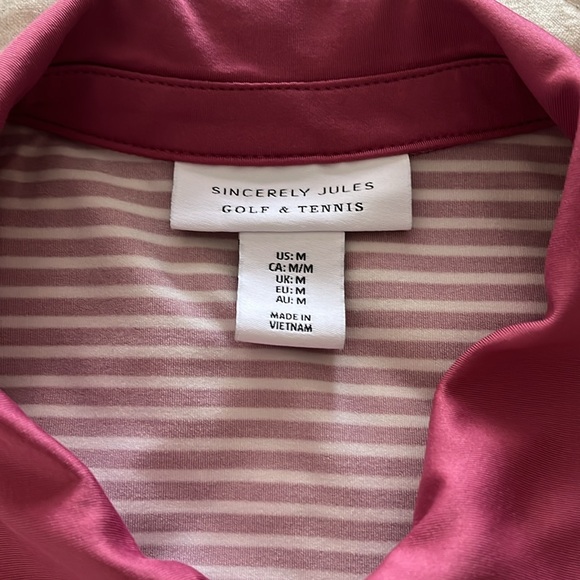 SINCERELY JULES
GOLF & TENNIS
US: M
CA: M/M
UK: M
EU: M
AU: M
MADE IN
VIETNAM